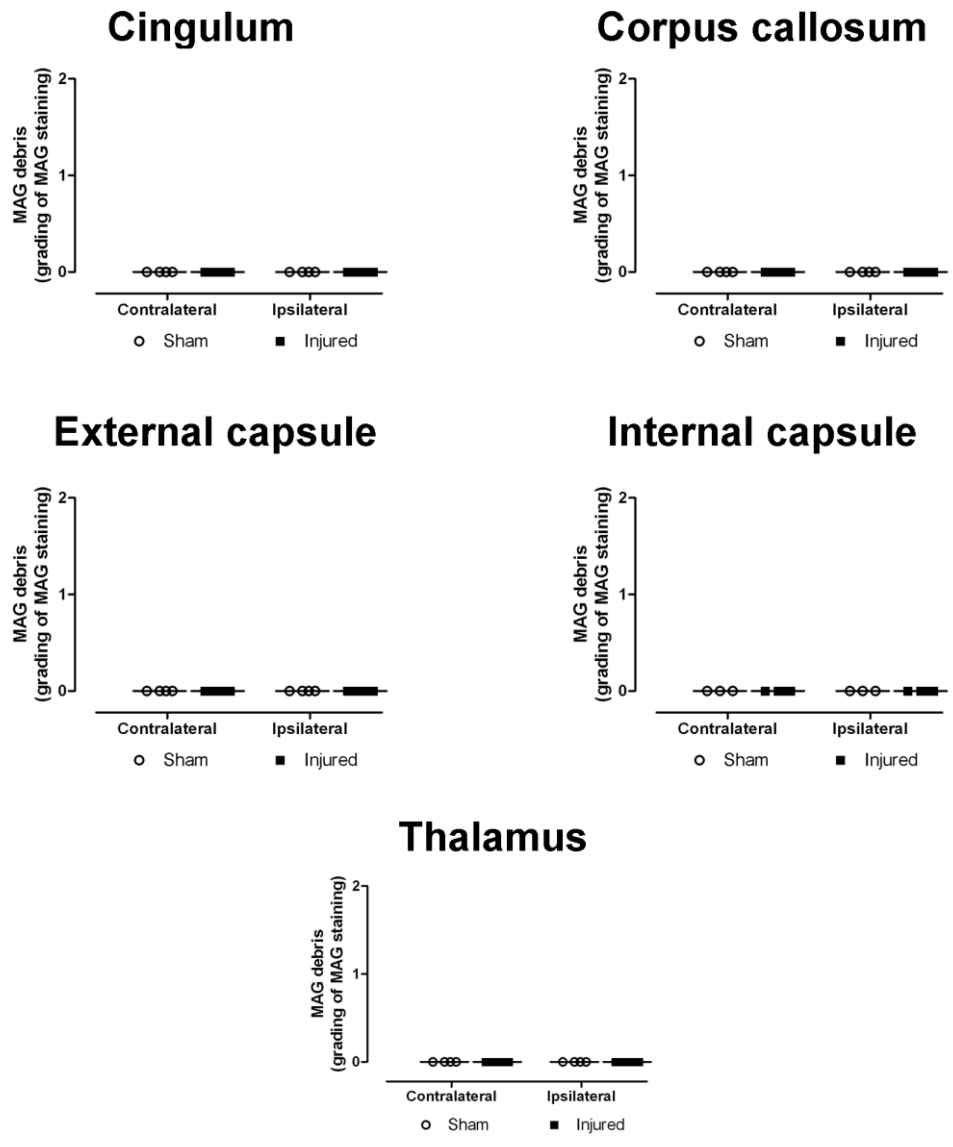 Cingulum
MAG debris
(grading of MAG staining)
2
1
0
Contralateral Ipsilateral
Sham Injured
Corpus callosum
MAG debris
(grading of MAG staining)
2
1
0
Contralateral Ipsilateral
Sham Injured
External capsule
MAG debris
(grading of MAG staining)
2
1
0
Contralateral Ipsilateral
Sham Injured
Internal capsule
MAG debris
(grading of MAG staining)
2
1
0
Contralateral Ipsilateral
Sham Injured
Thalamus
MAG debris
(grading of MAG staining)
2
1
0
Contralateral Ipsilateral
Sham Injured